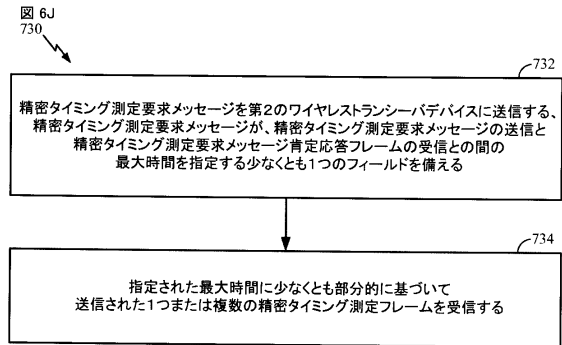 図 6J
730
732
精密タイミング測定要求メッセージを第2のワイヤレストランシーバデバイスに送信する、
精密タイミング測定要求メッセージが、精密タイミング測定要求メッセージの送信と
精密タイミング測定要求メッセージ肯定応答フレームの受信との間の
最大時間を指定する少なくとも1つのフィールドを備える
734
指定された最大時間に少なくとも部分的に基づいて
送信された1つまたは複数の精密タイミング測定フレームを受信する